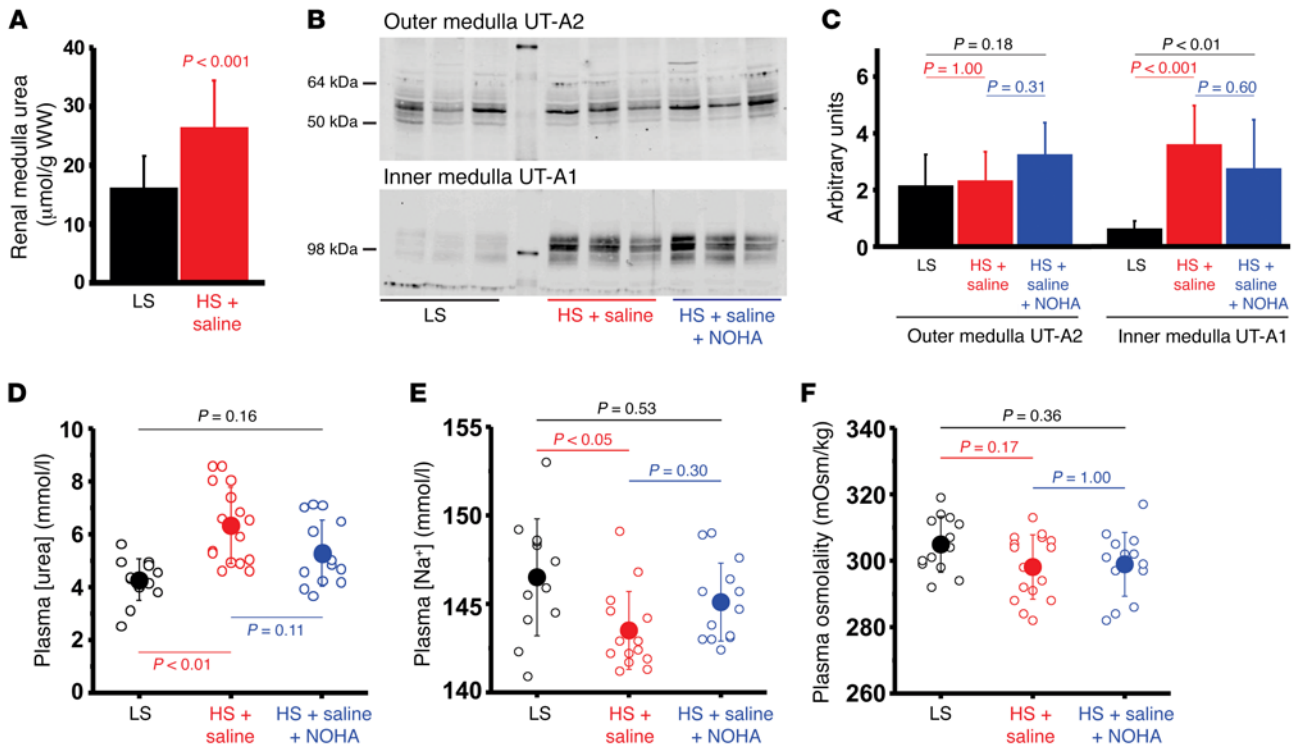 A
Renal medulla urea
(μmol/g WW)
40
30
20
10
0
P < 0.001
LS
HS +
saline
B
Outer medulla UT-A2
64 kDa
50 kDa
Inner medulla UT-A1
98 kDa
LS
HS + saline
HS + saline
+ NOHA
C
Arbitrary units
6
4
2
0
P = 0.18
P = 1.00
P = 0.31
P < 0.01
P < 0.001
P = 0.60
LS
HS +
saline
HS +
saline
+ NOHA
LS
HS +
saline
HS +
saline
+ NOHA
Outer medulla UT-A2
Inner medulla UT-A1
D
Plasma [urea] (mmol/l)
10
8
6
4
2
0
P = 0.16
P = 0.11
P < 0.01
LS
HS +
saline
HS + saline
+ NOHA
E
Plasma [Na⁺] (mmol/l)
155
150
145
140
P = 0.53
P < 0.05
P = 0.30
LS
HS +
saline
HS + saline
+ NOHA
F
Plasma osmolality (mOsm/kg)
340
320
300
280
260
P = 0.36
P = 0.17
P = 1.00
LS
HS +
saline
HS + saline
+ NOHA